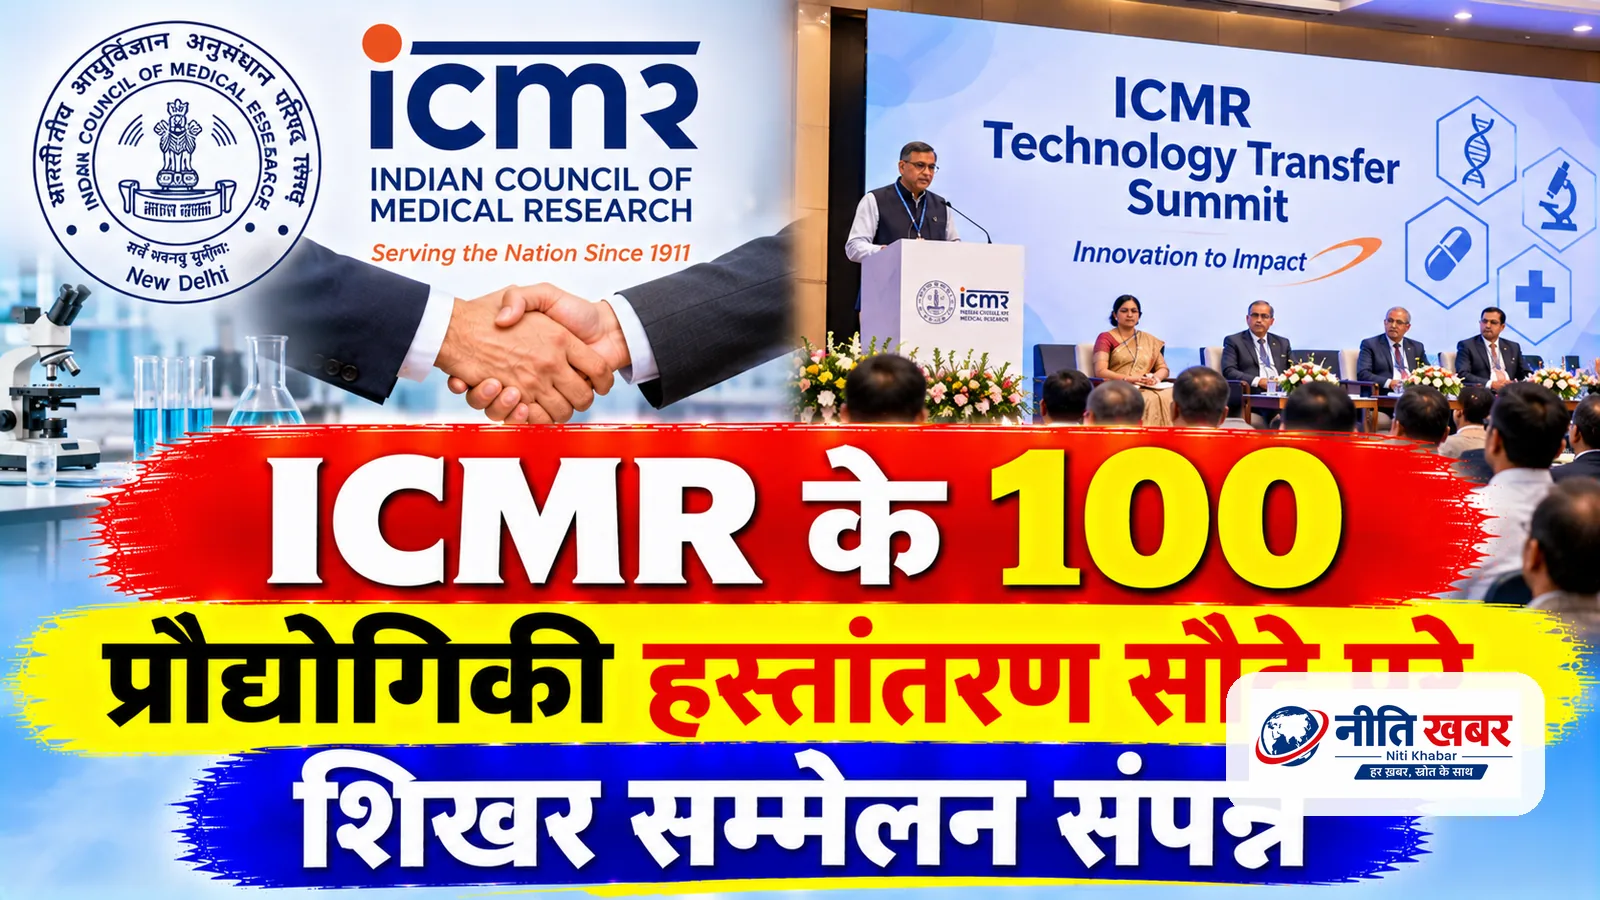 भारतीय आयुर्विज्ञान अनुसंधान परिषद
INDIAN COUNCIL OF MEDICAL
New Delhi
icmr
INDIAN COUNCIL OF
MEDICAL RESEARCH
Serving the Nation Since 1911
ICMR
Technology Transfer
Summit
Innovation to Impact
icmr
MEDICAL RESEARCH
ICMR के 100
प्रौद्योगिकी हस्तांतरण सौदे पूरे
शिखर सम्मेलन संपन्न
नीति खबर
Niti Khabar
हर ख़बर, स्रोत के साथ